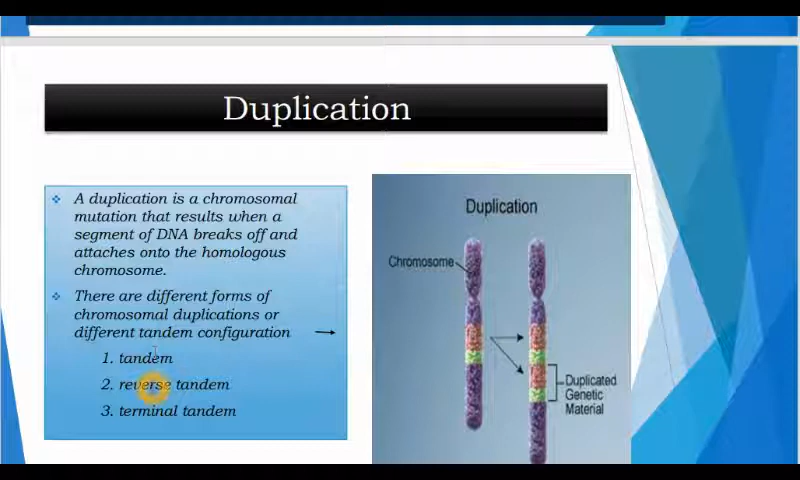 Duplication
A duplication is a chromosomal
mutation that results when a
segment of DNA breaks off and
attaches onto the homologous
chromosome.
There are different forms of
chromosomal duplications or
different tandem configuration
1. tandem
2. reverse tandem
3. terminal tandem
Duplication
Chromosome
Duplicated
Genetic
Material